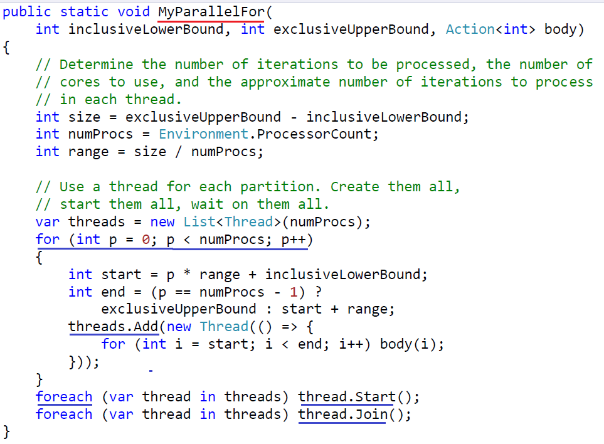 public static void MyParallelFor(
    int inclusiveLowerBound, int exclusiveUpperBound, Action<int> body)
{
    // Determine the number of iterations to be processed, the number of
    // cores to use, and the approximate number of iterations to process
    // in each thread.
    int size = exclusiveUpperBound - inclusiveLowerBound;
    int numProcs = Environment.ProcessorCount;
    int range = size / numProcs;

    // Use a thread for each partition. Create them all,
    // start them all, wait on them all.
    var threads = new List<Thread>(numProcs);
    for (int p = 0; p < numProcs; p++)
    {
        int start = p * range + inclusiveLowerBound;
        int end = (p == numProcs - 1) ?
            exclusiveUpperBound : start + range;
        threads.Add(new Thread(() => {
            for (int i = start; i < end; i++) body(i);
        }));
    }
    foreach (var thread in threads) thread.Start();
    foreach (var thread in threads) thread.Join();
}